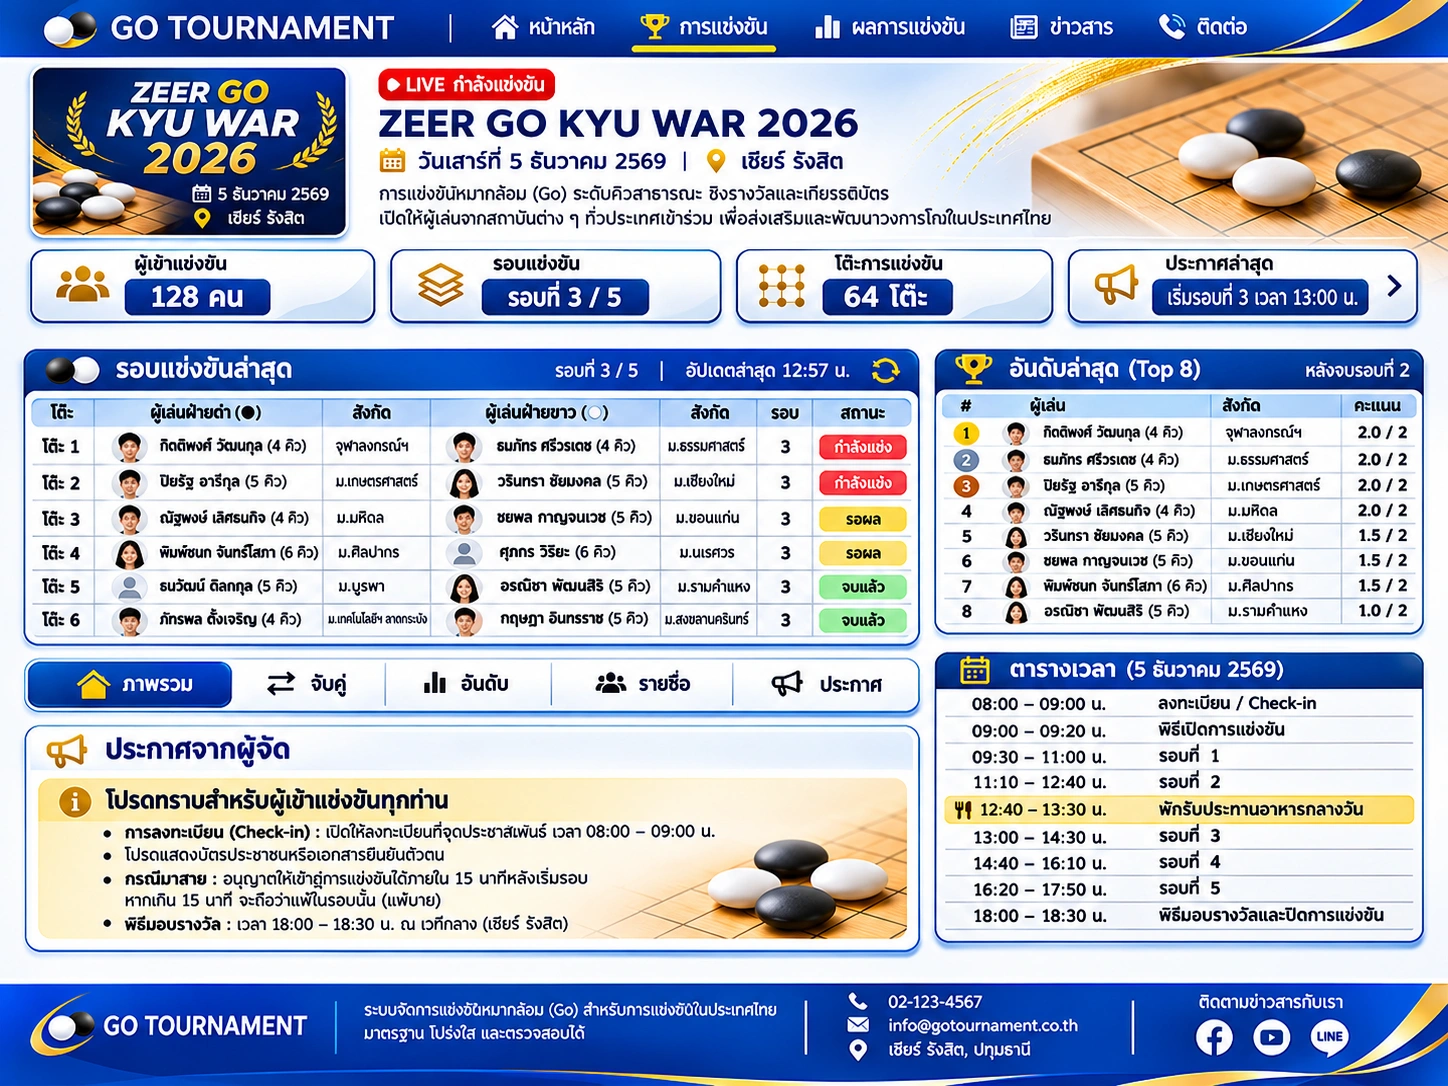 GO TOURNAMENT | หน้าหลัก การแข่งขัน ผลการแข่งขัน ข่าวสาร ติดต่อ
ZEER GO
KYU WAR
2026
5 ธันวาคม 2569
เซียร์ รังสิต
LIVE กำลังแข่งขัน
ZEER GO KYU WAR 2026
วันเสาร์ที่ 5 ธันวาคม 2569 | เซียร์ รังสิต
การแข่งขันหมากล้อม (Go) ระดับคิวสาธารณะ ชิงรางวัลและเกียรติบัตร
เปิดให้ผู้เล่นจากสถาบันต่าง ๆ ทั่วประเทศเข้าร่วม เพื่อส่งเสริมและพัฒนาวงการโกในประเทศไทย
ผู้เข้าแข่งขัน
128 คน
รอบแข่งขัน
รอบที่ 3 / 5
โต๊ะการแข่งขัน
64 โต๊ะ
ประกาศล่าสุด
เริ่มรอบที่ 3 เวลา 13:00 น.
รอบแข่งขันล่าสุด รอบที่ 3 / 5 | อัปเดตล่าสุด 12:57 น.
โต๊ะ ผู้เล่นฝ่ายดำ (●) สังกัด ผู้เล่นฝ่ายขาว (○) สังกัด รอบ สถานะ
โต๊ะ 1 กิตติพงศ์ วัฒนกุล (4 คิว) จุฬาลงกรณ์ฯ ธนภัทร ศรีวรเดช (4 คิว) ม.ธรรมศาสตร์ 3 กำลังแข่ง
โต๊ะ 2 ปิยรัฐ อารีกุล (5 คิว) ม.เกษตรศาสตร์ วรินทรา ชัยมงคล (5 คิว) ม.เชียงใหม่ 3 กำลังแข่ง
โต๊ะ 3 ณัฐพงษ์ เลิศธนกิจ (4 คิว) ม.มหิดล ชยพล กาญจนเวช (5 คิว) ม.ขอนแก่น 3 รอผล
โต๊ะ 4 พิมพ์ชนก จันทร์โสภา (6 คิว) ม.ศิลปากร ศุภกร วิริยะ (6 คิว) ม.นเรศวร 3 รอผล
โต๊ะ 5 ธนวัฒน์ ดิลกกุล (5 คิว) ม.บูรพา อรณิชา พัฒนสิริ (5 คิว) ม.รามคำแหง 3 จบแล้ว
โต๊ะ 6 ภัทรพล ตั้งเจริญ (4 คิว) ม.เทคโนโลยีฯ ลาดกระบัง กฤษฎา อินทรราช (5 คิว) ม.สงขลานครินทร์ 3 จบแล้ว
อันดับล่าสุด (Top 8) หลังจบรอบที่ 2
# ผู้เล่น สังกัด คะแนน
1 กิตติพงศ์ วัฒนกุล (4 คิว) จุฬาลงกรณ์ฯ 2.0 / 2
2 ธนภัทร ศรีวรเดช (4 คิว) ม.ธรรมศาสตร์ 2.0 / 2
3 ปิยรัฐ อารีกุล (5 คิว) ม.เกษตรศาสตร์ 2.0 / 2
4 ณัฐพงษ์ เลิศธนกิจ (4 คิว) ม.มหิดล 2.0 / 2
5 วรินทรา ชัยมงคล (5 คิว) ม.เชียงใหม่ 1.5 / 2
6 ชยพล กาญจนเวช (5 คิว) ม.ขอนแก่น 1.5 / 2
7 พิมพ์ชนก จันทร์โสภา (6 คิว) ม.ศิลปากร 1.5 / 2
8 อรณิชา พัฒนสิริ (5 คิว) ม.รามคำแหง 1.0 / 2
ภาพรวม จับคู่ อันดับ รายชื่อ ประกาศ
ประกาศจากผู้จัด
โปรดทราบสำหรับผู้เข้าแข่งขันทุกท่าน
• การลงทะเบียน (Check-in) : เปิดให้ลงทะเบียนที่จุดประชาสัมพันธ์ เวลา 08:00 – 09:00 น.
• โปรดแสดงบัตรประชาชนหรือเอกสารยืนยันตัวตน
• กรณีมาสาย : อนุญาตให้เข้าสู่การแข่งขันได้ภายใน 15 นาทีหลังเริ่มรอบ
หากเกิน 15 นาที จะถือว่าแพ้ในรอบนั้น (แพ้บาย)
• พิธีมอบรางวัล : เวลา 18:00 – 18:30 น. ณ เวทีกลาง (เซียร์ รังสิต)
ตารางเวลา (5 ธันวาคม 2569)
08:00 – 09:00 น. ลงทะเบียน / Check-in
09:00 – 09:20 น. พิธีเปิดการแข่งขัน
09:30 – 11:00 น. รอบที่ 1
11:10 – 12:40 น. รอบที่ 2
12:40 – 13:30 น. พักรับประทานอาหารกลางวัน
13:00 – 14:30 น. รอบที่ 3
14:40 – 16:10 น. รอบที่ 4
16:20 – 17:50 น. รอบที่ 5
18:00 – 18:30 น. พิธีมอบรางวัลและปิดการแข่งขัน
GO TOURNAMENT
ระบบจัดการแข่งขันหมากล้อม (Go) สำหรับการแข่งขันในประเทศไทย
มาตรฐาน โปร่งใส และตรวจสอบได้
02-123-4567
info@gotournament.co.th
เซียร์ รังสิต, ปทุมธานี
ติดตามข่าวสารกับเรา
LINE